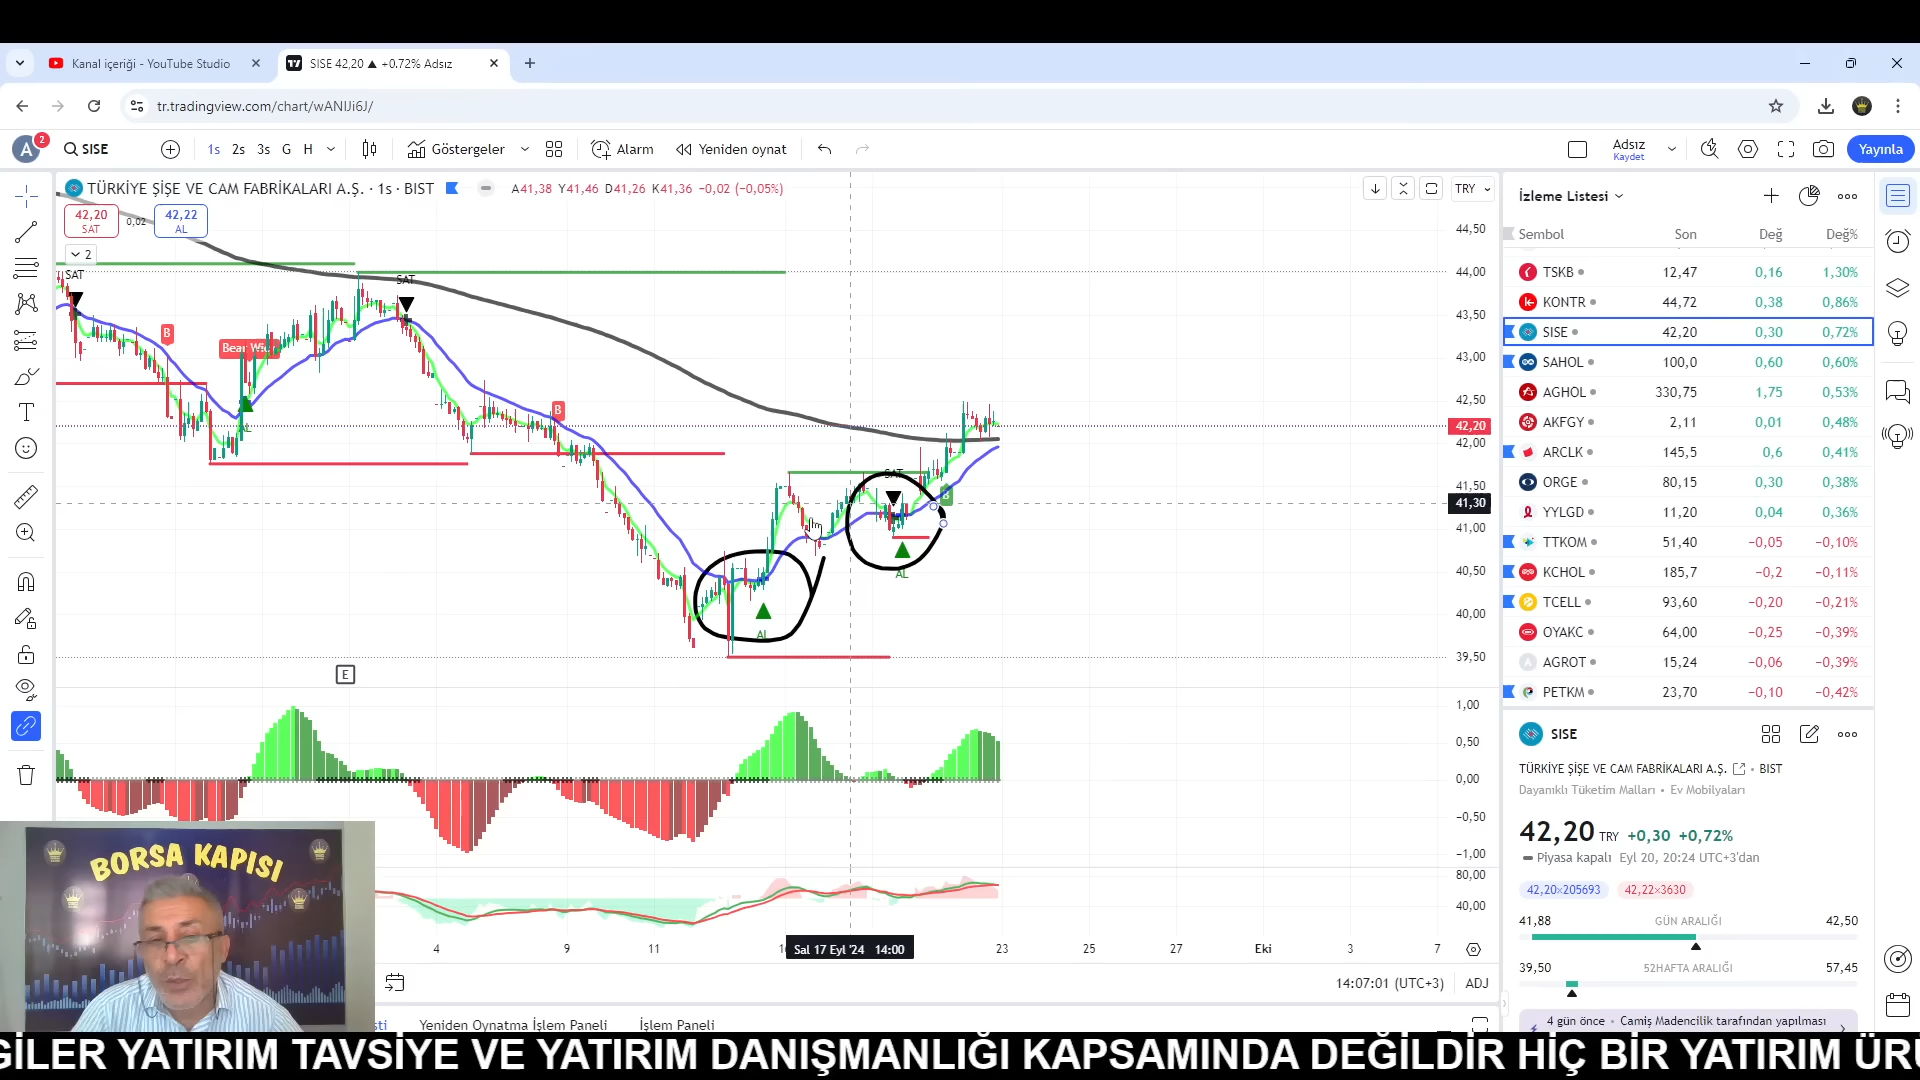 Kanal içeriği - YouTube Studio
SISE 42,20 ▲ +0.72% Adsız
tr.tradingview.com/chart/wANIJi6J/
A 2
SISE
1s 2s 3s G H
Göstergeler
Alarm
Yeniden oynat
Adsız
Kaydet
Yayınla
TÜRKİYE ŞİŞE VE CAM FABRİKALARI A.Ş. · 1s · BIST
A41,38 Y41,46 D41,26 K41,36 −0,02 (−0,05%)
TRY
42,20
SAT
0,02
42,22
AL
2
SAT
SAT
B
AL
B
SAT
B
AL
AL
E
44,50
44,00
43,50
43,00
42,50
42,20
42,00
41,50
41,30
41,00
40,50
40,00
39,50
1,00
0,50
0,00
−0,50
−1,00
80,00
40,00
4 9 11 Sal 17 Eyl '24 14:00 23 25 27 Eki 3 7
14:07:01 (UTC+3) ADJ
Yeniden Oynatma İşlem Paneli
İşlem Paneli
İzleme Listesi
Sembol Son Değ Değ%
TSKB 12,47 0,16 1,30%
KONTR 44,72 0,38 0,86%
SISE 42,20 0,30 0,72%
SAHOL 100,0 0,60 0,60%
AGHOL 330,75 1,75 0,53%
AKFGY 2,11 0,01 0,48%
ARCLK 145,5 0,6 0,41%
ORGE 80,15 0,30 0,38%
YYLGD 11,20 0,04 0,36%
TTKOM 51,40 −0,05 −0,10%
KCHOL 185,7 −0,2 −0,11%
TCELL 93,60 −0,20 −0,21%
OYAKC 64,00 −0,25 −0,39%
AGROT 15,24 −0,06 −0,39%
PETKM 23,70 −0,10 −0,42%
SISE
TÜRKİYE ŞİŞE VE CAM FABRİKALARI A.Ş. • BIST
Dayanıklı Tüketim Malları • Ev Mobilyaları
42,20 TRY +0,30 +0,72%
Piyasa kapalı Eyl 20, 20:24 UTC+3'dan
42,20×205693 42,22×3630
41,88 GÜN ARALIĞI 42,50
39,50 52HAFTA ARALIĞI 57,45
4 gün önce • Camiş Madencilik tarafından yapılması
BORSA KAPISI
GİLER YATIRIM TAVSİYE VE YATIRIM DANIŞMANLIĞI KAPSAMINDA DEĞİLDİR HİÇ BİR YATIRIM ÜRÜ